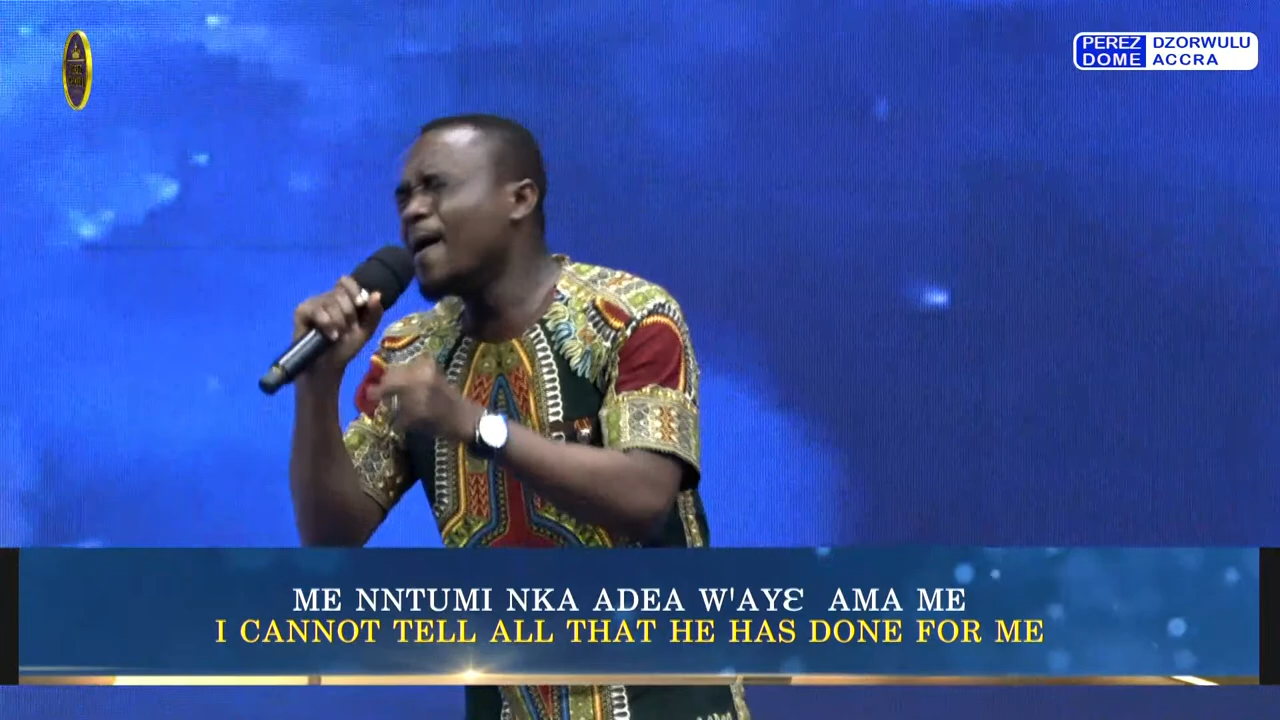 PEREZ DOME
DZORWULU ACCRA
ME NNTUMI NKA ADEA W'AYƐ AMA ME
I CANNOT TELL ALL THAT HE HAS DONE FOR ME